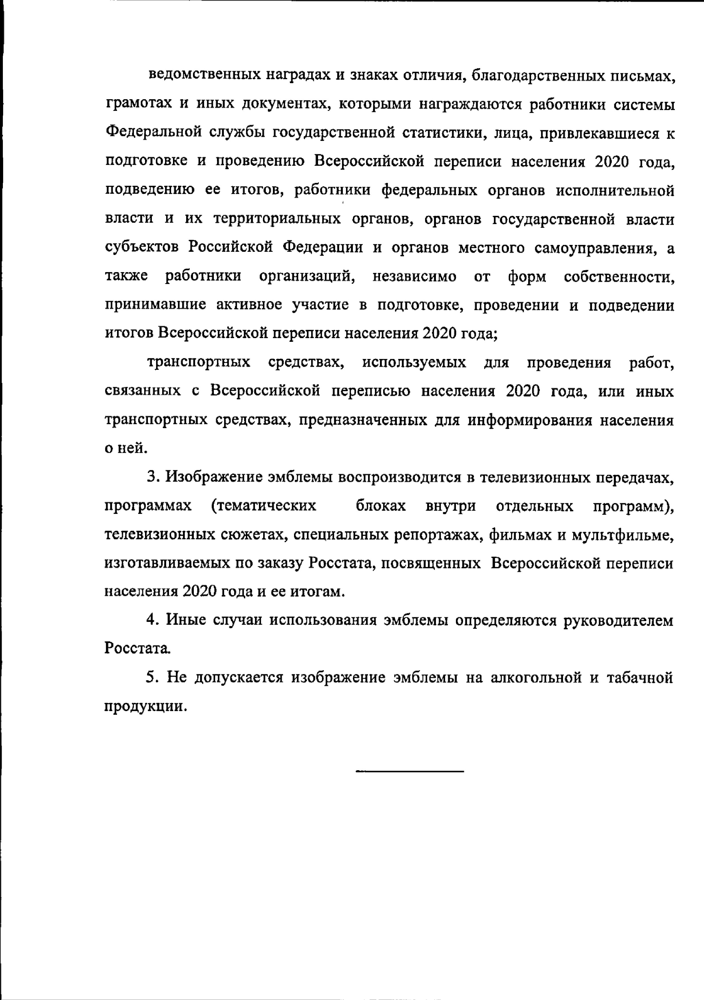 ведомственных наградах и знаках отличия, благодарственных письмах,
грамотах и иных документах, которыми награждаются работники системы
Федеральной службы государственной статистики, лица, привлекавшиеся к
подготовке и проведению Всероссийской переписи населения 2020 года,
подведению ее итогов, работники федеральных органов исполнительной
власти и их территориальных органов, органов государственной власти
субъектов Российской Федерации и органов местного самоуправления, а
также работники организаций, независимо от форм собственности,
принимавшие активное участие в подготовке, проведении и подведении
итогов Всероссийской переписи населения 2020 года;
транспортных средствах, используемых для проведения работ,
связанных с Всероссийской переписью населения 2020 года, или иных
транспортных средствах, предназначенных для информирования населения
о ней.
3. Изображение эмблемы воспроизводится в телевизионных передачах,
программах (тематических блоках внутри отдельных программ),
телевизионных сюжетах, специальных репортажах, фильмах и мультфильме,
изготавливаемых по заказу Росстата, посвященных Всероссийской переписи
населения 2020 года и ее итогам.
4. Иные случаи использования эмблемы определяются руководителем
Росстата.
5. Не допускается изображение эмблемы на алкогольной и табачной
продукции.